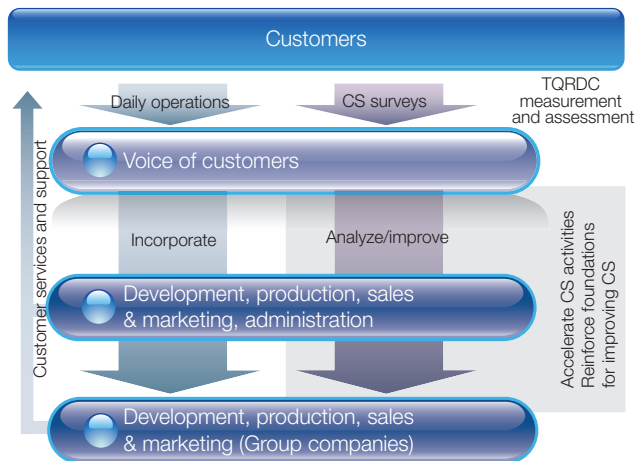 Customers
Daily operations
CS surveys
TQRDC
measurement
and assessment
Voice of customers
Customer services and support
Incorporate
Analyze/improve
Accelerate CS activities
Reinforce foundations
for improving CS
Development, production, sales
& marketing, administration
Development, production, sales
& marketing (Group companies)